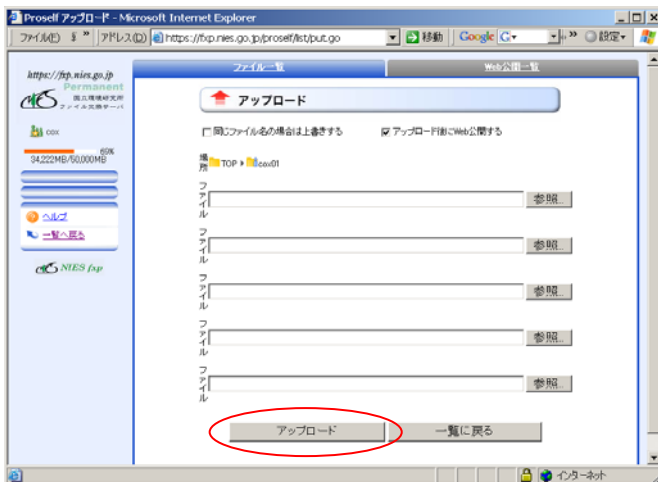 Proself アップロード - Microsoft Internet Explorer
ファイル(E) » アドレス(D) https://fxp.nies.go.jp/proself/list/put.go 移動 Google G▾ » 設定▾
ファイル一覧 Web公開一覧
https://fxp.nies.go.jp
Permanent
国立環境研究所
ファイル交換サーバ
アップロード
cox
同じファイル名の場合は上書きする アップロード後にWeb公開する
69%
34,222MB/50,000MB
場所 TOP
ファイル 参照...
ファイル 参照...
ファイル 参照...
ファイル 参照...
ファイル 参照...
ヘルプ
一覧へ戻る
NIES fxp
アップロード 一覧に戻る
インターネット